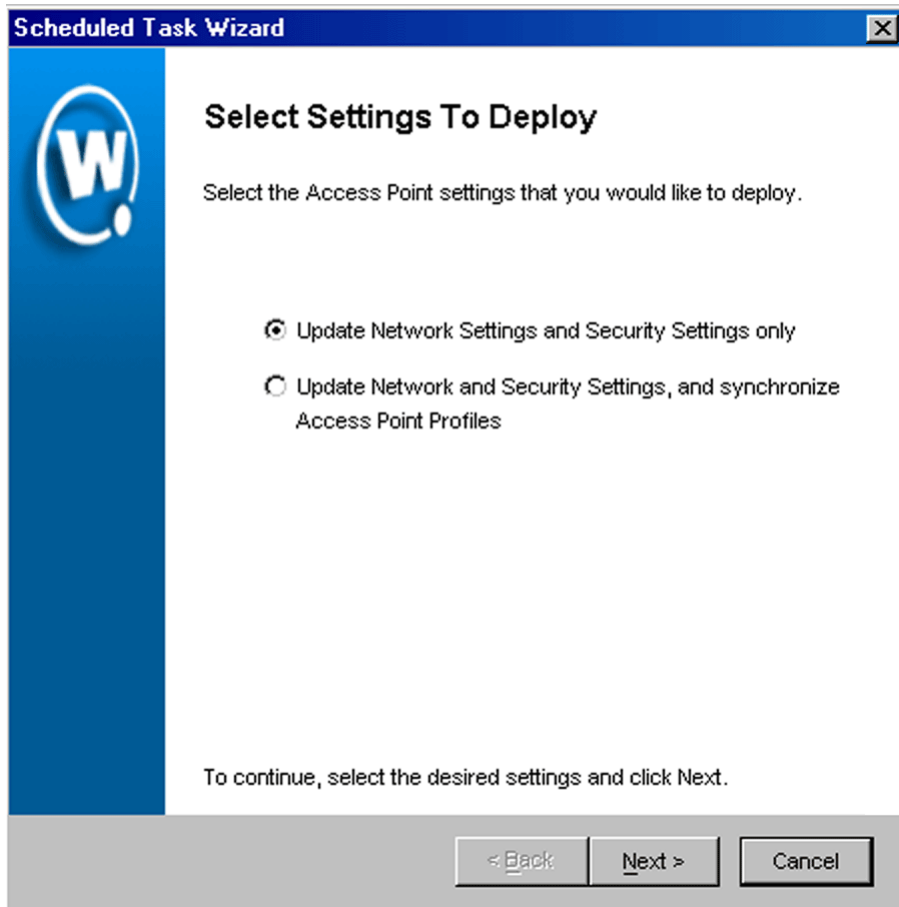 Scheduled Task Wizard
W
Select Settings To Deploy
Select the Access Point settings that you would like to deploy.
Update Network Settings and Security Settings only
Update Network and Security Settings, and synchronize
Access Point Profiles
To continue, select the desired settings and click Next.
< Back
Next >
Cancel